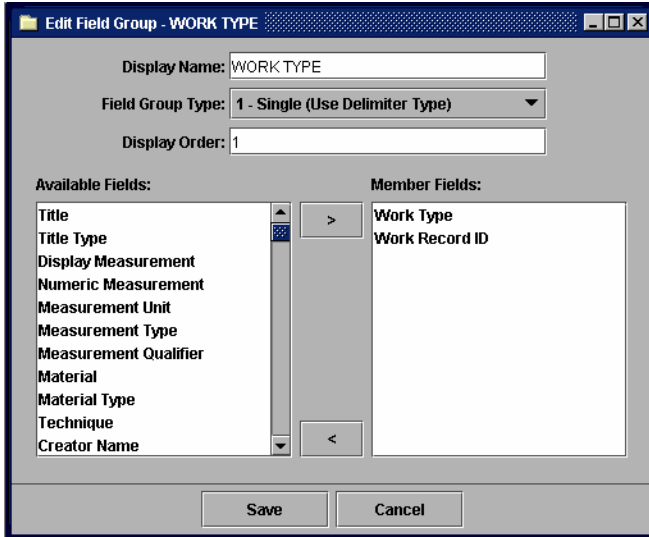 Edit Field Group - WORK TYPE
Display Name: WORK TYPE
Field Group Type: 1 - Single (Use Delimiter Type)
Display Order: 1
Available Fields:
Title
Title Type
Display Measurement
Numeric Measurement
Measurement Unit
Measurement Type
Measurement Qualifier
Material
Material Type
Technique
Creator Name
>
<
Member Fields:
Work Type
Work Record ID
Save Cancel